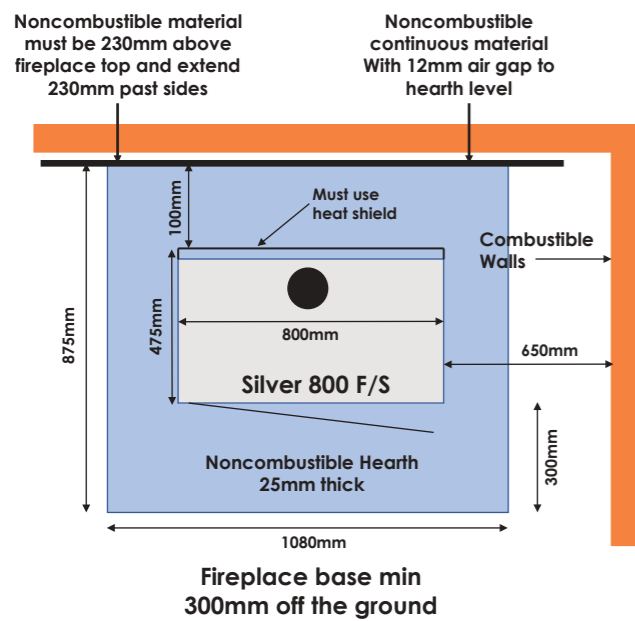 Noncombustible material
must be 230mm above
fireplace top and extend
230mm past sides
Noncombustible
continuous material
With 12mm air gap to
hearth level
100mm
Must use
heat shield
Combustible
Walls
875mm
475mm
800mm
650mm
Silver 800 F/S
300mm
Noncombustible Hearth
25mm thick
1080mm
Fireplace base min
300mm off the ground